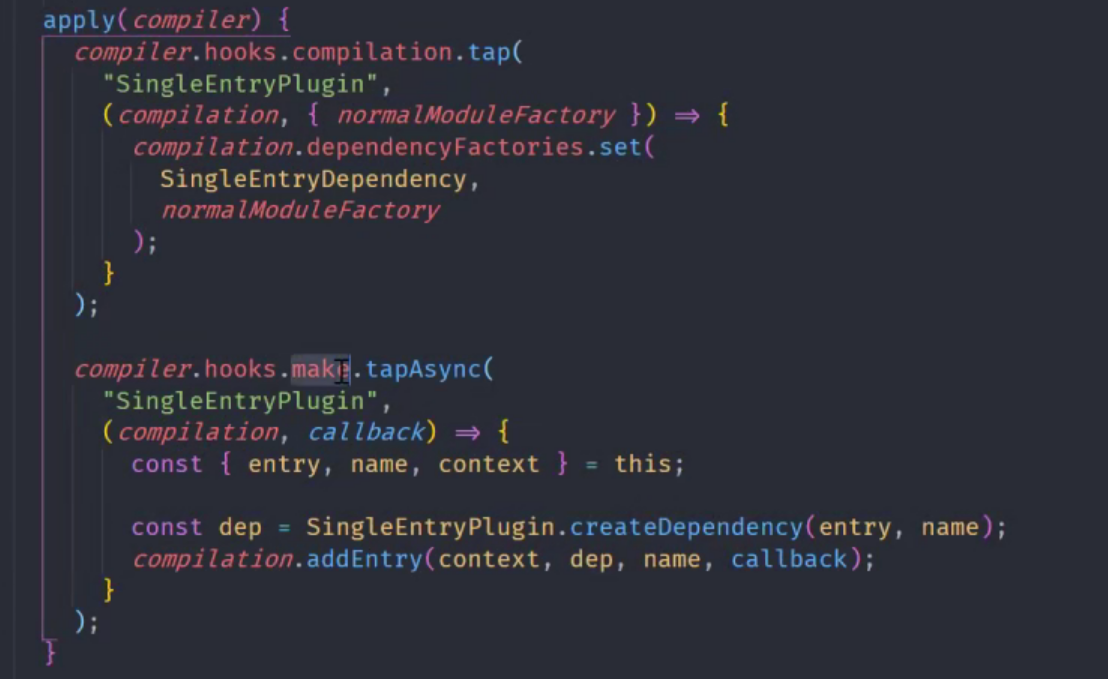 apply(compiler) {
compiler.hooks.compilation.tap(
"SingleEntryPlugin",
(compilation, { normalModuleFactory }) => {
compilation.dependencyFactories.set(
SingleEntryDependency,
normalModuleFactory
);
}
);
compiler.hooks.make.tapAsync(
"SingleEntryPlugin",
(compilation, callback) => {
const { entry, name, context } = this;
const dep = SingleEntryPlugin.createDependency(entry, name);
compilation.addEntry(context, dep, name, callback);
}
);
}